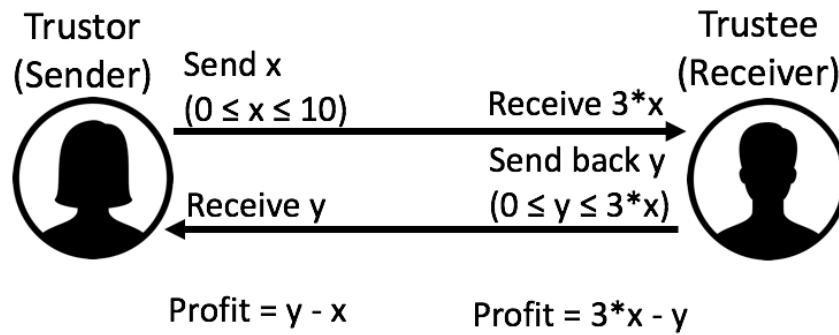 Trustor
(Sender)
Send x
(0 ≤ x ≤ 10)
Trustee
(Receiver)
Receive 3*x
Send back y
(0 ≤ y ≤ 3*x)
Receive y
Profit = y - x
Profit = 3*x - y